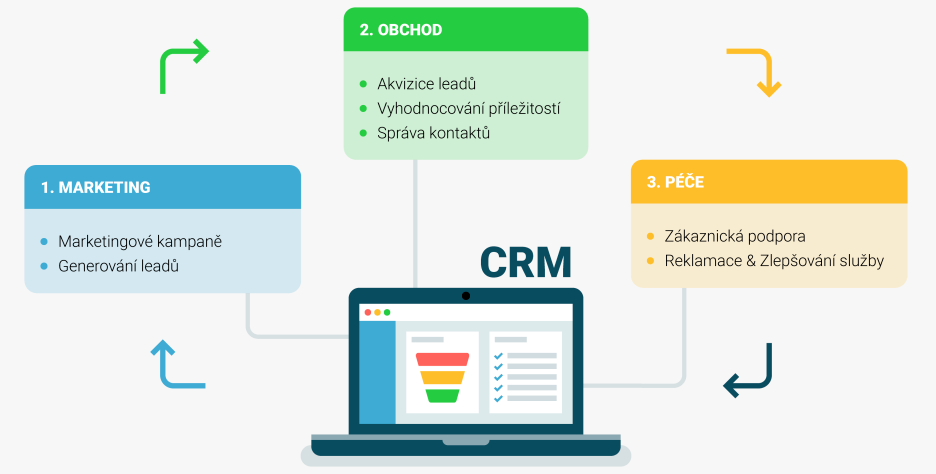 2. OBCHOD
Akvizice leadů
Vyhodnocování příležitostí
Správa kontaktů
1. MARKETING
Marketingové kampaně
Generování leadů
3. PÉČE
Zákaznická podpora
Reklamace & Zlepšování služby
CRM